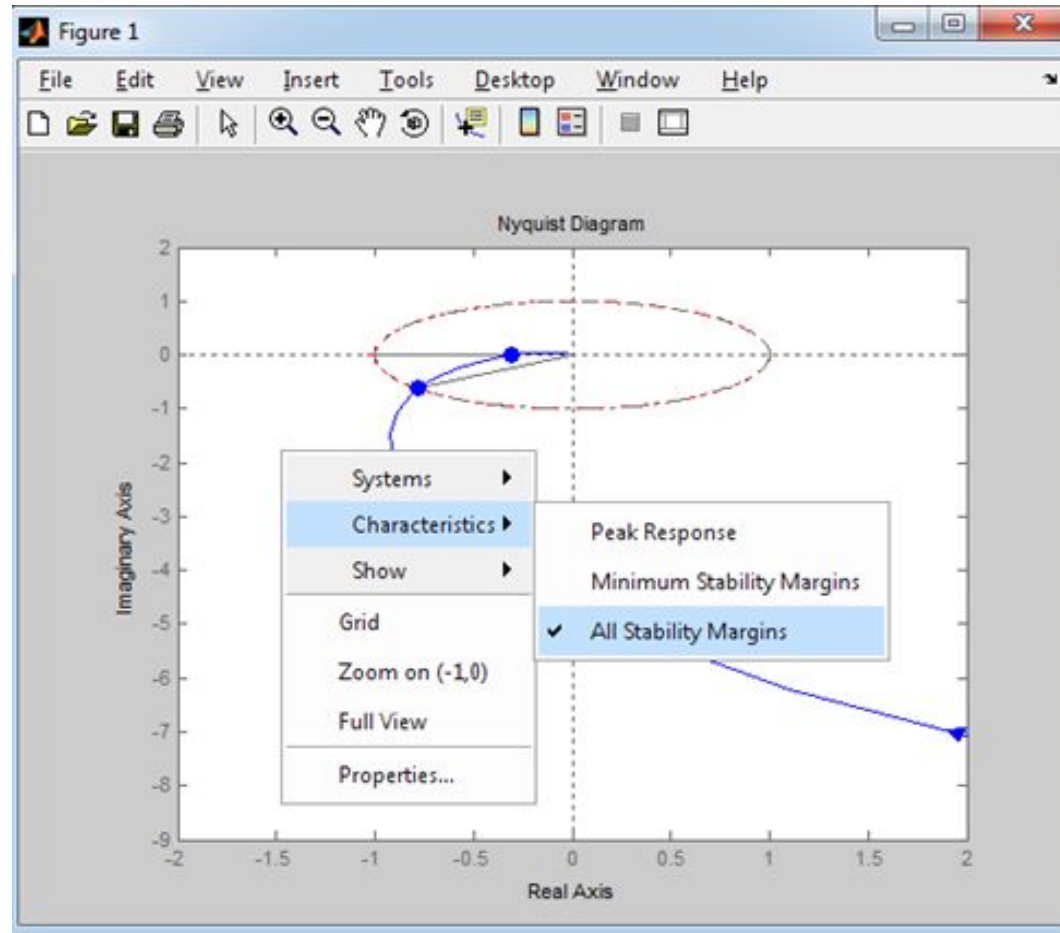 Figure 1
File Edit View Insert Tools Desktop Window Help
Nyquist Diagram
2
1
0
-1
-2
-3
-4
-5
-6
-7
-8
-9
Imaginary Axis
Systems
Characteristics
Show
Grid
Zoom on (-1,0)
Full View
Properties...
Peak Response
Minimum Stability Margins
All Stability Margins
-2 -1.5 -1 -0.5 0 0.5 1 1.5 2
Real Axis